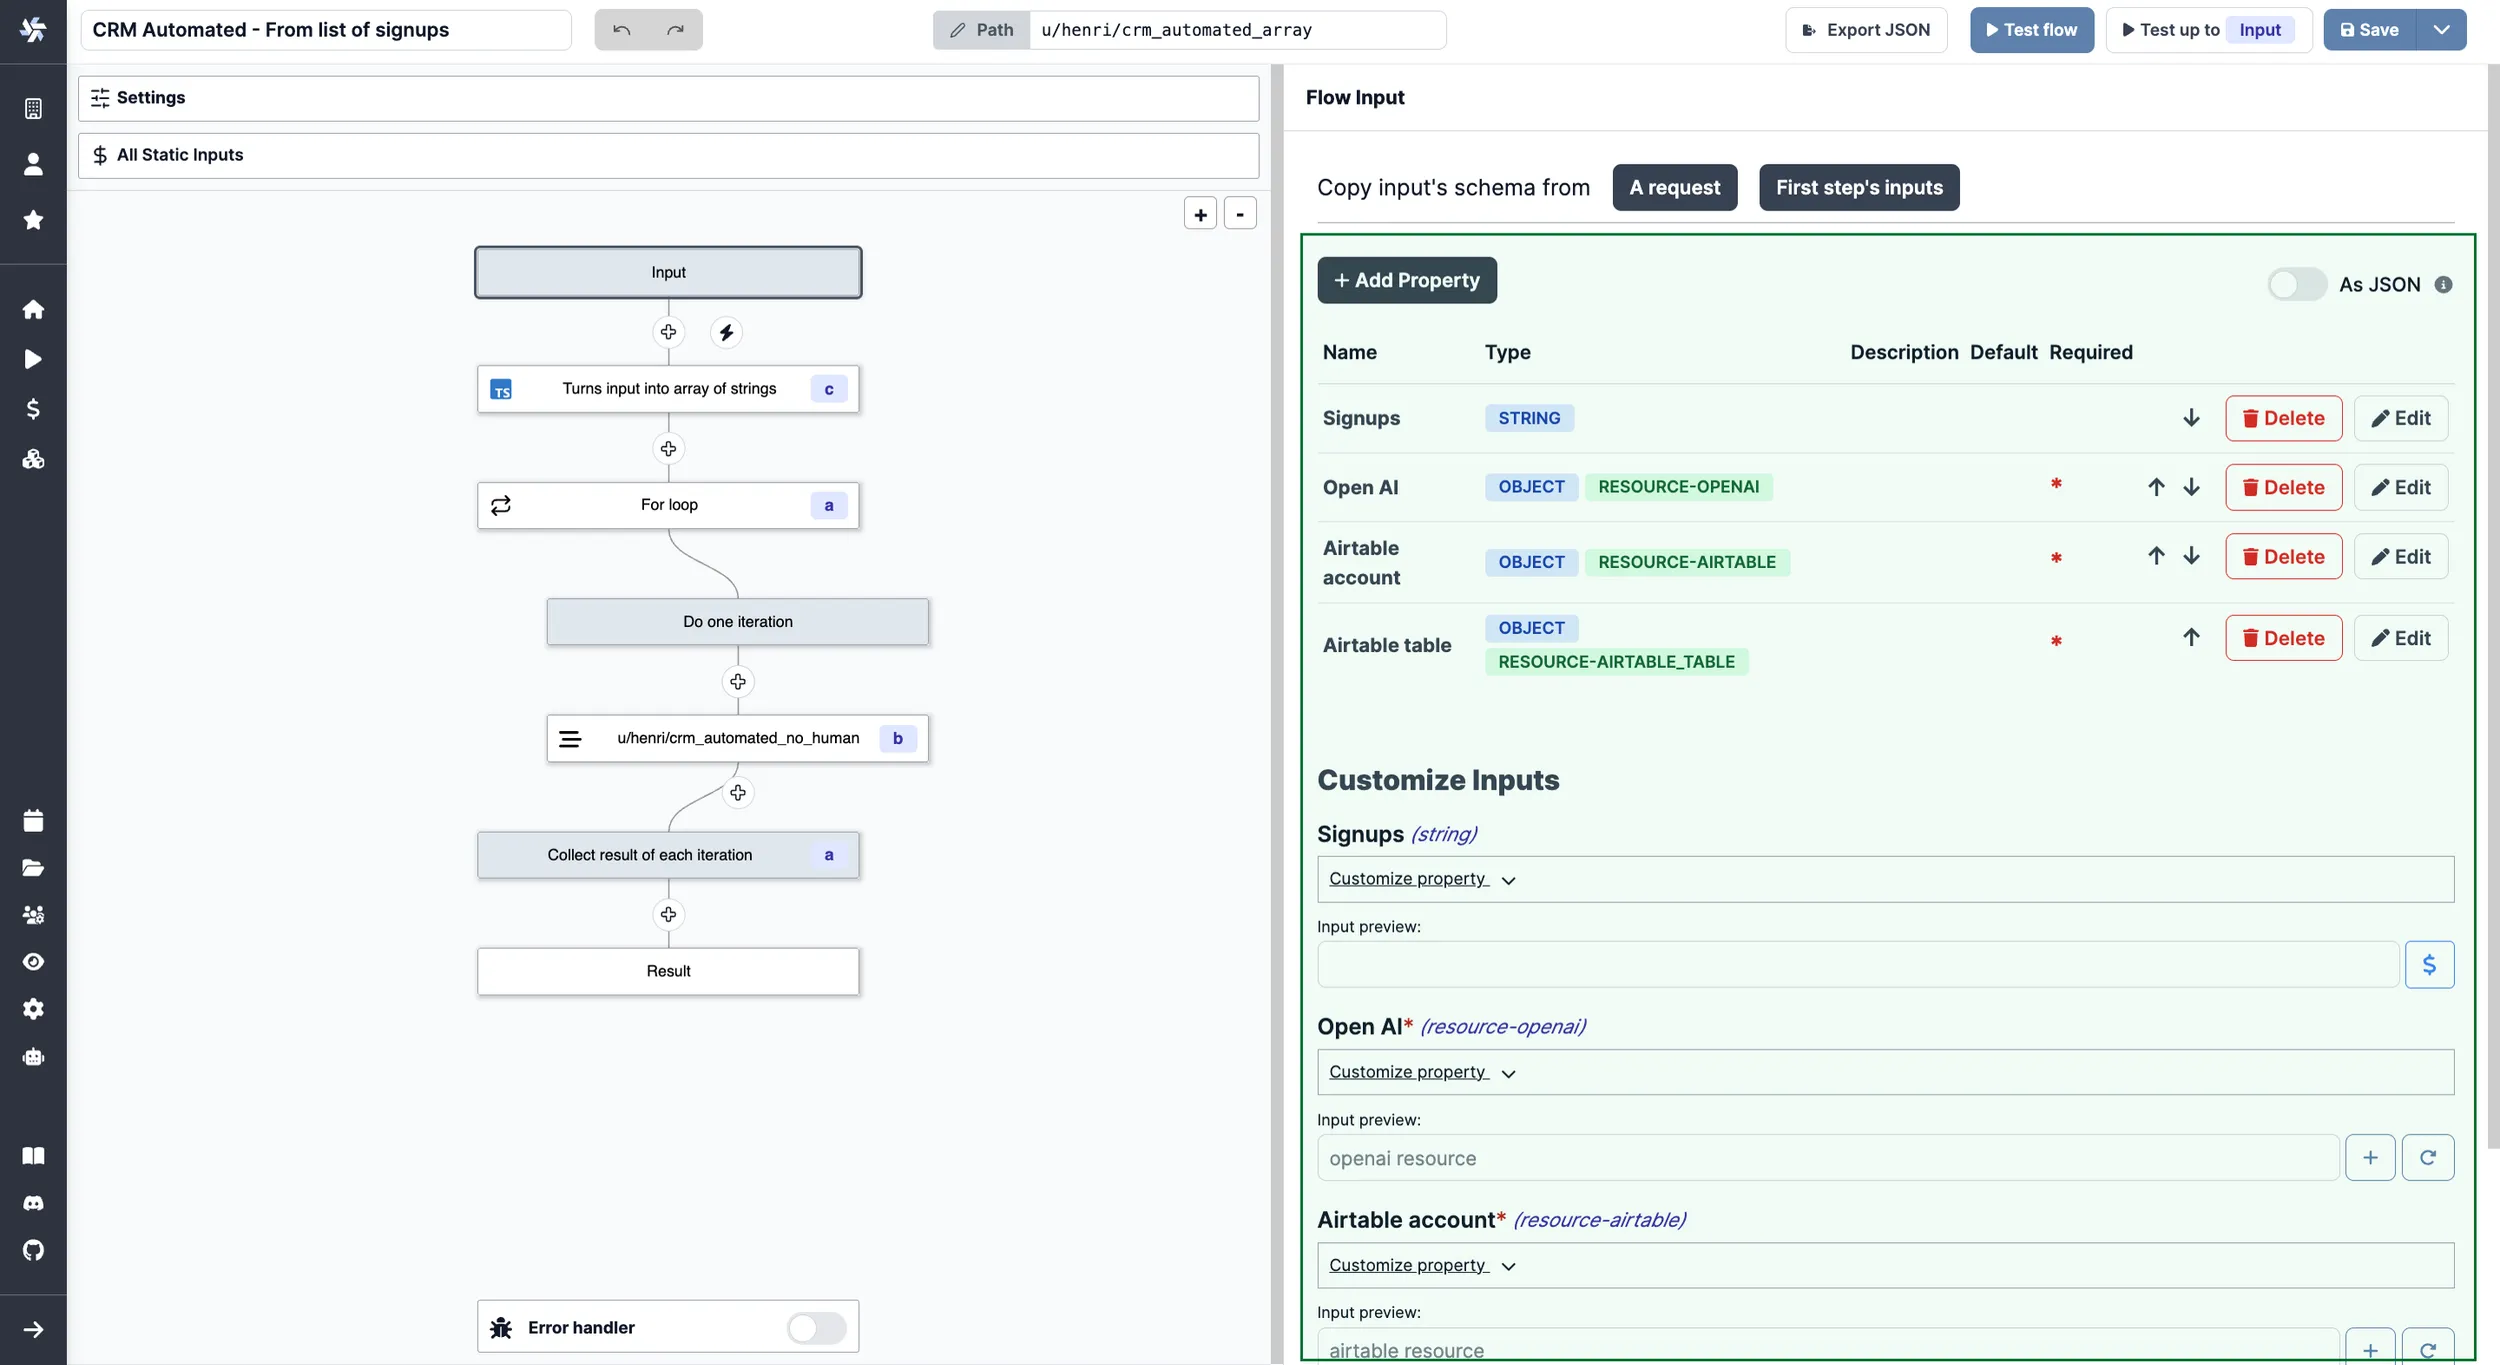 CRM Automated - From list of signups
Path
u/henri/crm_automated_array
Export JSON
Test flow
Test up to Input
Save
Settings
All Static Inputs
+
-
Input
TS Turns input into array of strings c
For loop a
Do one iteration
u/henri/crm_automated_no_human b
Collect result of each iteration a
Result
Error handler
Flow Input
Copy input's schema from A request First step's inputs
+ Add Property
As JSON i
Name Type Description Default Required
Signups STRING Delete Edit
Open AI OBJECT RESOURCE-OPENAI * Delete Edit
Airtable
account OBJECT RESOURCE-AIRTABLE * Delete Edit
Airtable table OBJECT
RESOURCE-AIRTABLE_TABLE * Delete Edit
Customize Inputs
Signups (string)
Customize property
Input preview:
$
Open AI* (resource-openai)
Customize property
Input preview:
openai resource
+
Airtable account* (resource-airtable)
Customize property
Input preview:
airtable resource
+